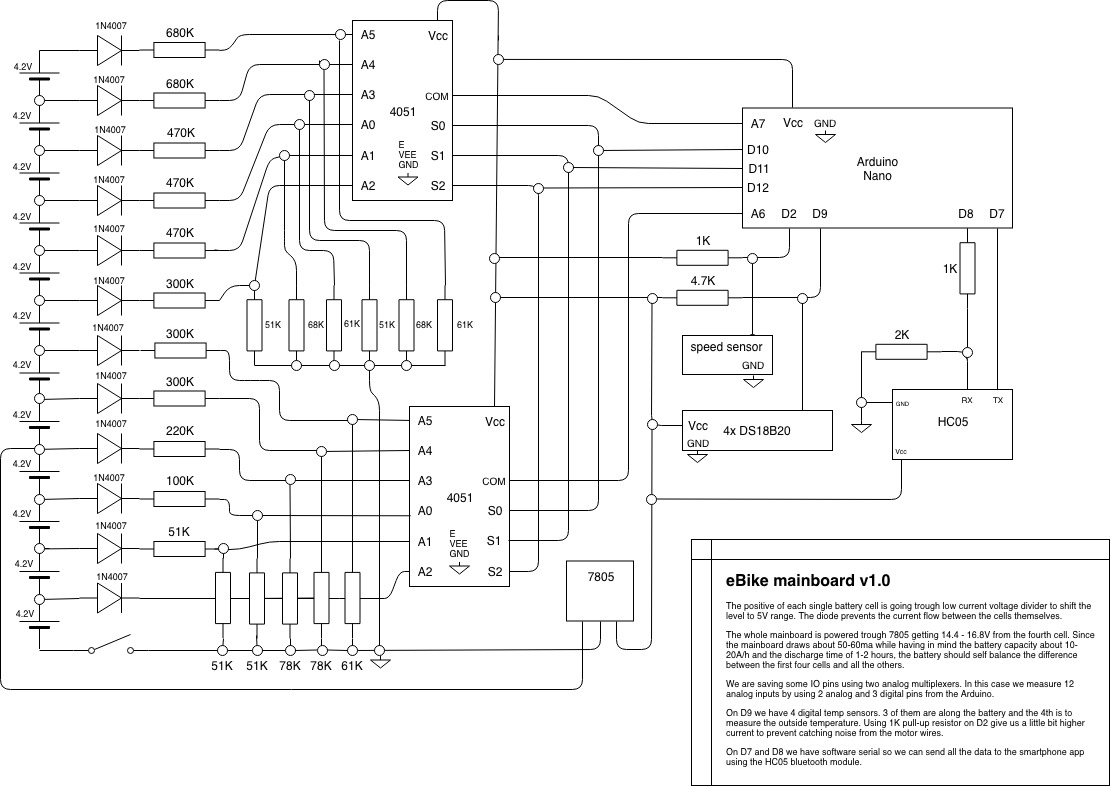 1N4007
680K
4.2V
1N4007
680K
4.2V
1N4007
470K
4.2V
1N4007
470K
4.2V
1N4007
470K
4.2V
1N4007
300K
4.2V
1N4007
300K
4.2V
1N4007
300K
4.2V
1N4007
220K
4.2V
1N4007
100K
4.2V
1N4007
51K
4.2V
1N4007
4.2V
A5 Vcc
A4
A3 COM
4051
A0 S0
E
VEE
GND
A1 S1
A2 S2
51K 68K 61K 51K 68K 61K
A5 Vcc
A4
A3 COM
4051
A0 S0
E
VEE
GND
A1 S1
A2 S2
51K 51K 78K 78K 61K
7805
A7 Vcc GND
D10
D11
D12
Arduino
Nano
A6 D2 D9 D8 D7
1K
4.7K
1K
speed sensor
GND
2K
Vcc 4x DS18B20
GND
RX TX
GND
HC05
Vcc
eBike mainboard v1.0
The positive of each single battery cell is going trough low current voltage divider to shift the
level to 5V range. The diode prevents the current flow between the cells themselves.
The whole mainboard is powered trough 7805 getting 14.4 - 16.8V from the fourth cell. Since
the mainboard draws about 50-60ma while having in mind the battery capacity about 10-
20A/h and the discharge time of 1-2 hours, the battery should self balance the difference
between the first four cells and all the others.
We are saving some IO pins using two analog multiplexers. In this case we measure 12
analog inputs by using 2 analog and 3 digital pins from the Arduino.
On D9 we have 4 digital temp sensors. 3 of them are along the battery and the 4th is to
measure the outside temperature. Using 1K pull-up resistor on D2 give us a little bit higher
current to prevent catching noise from the motor wires.
On D7 and D8 we have software serial so we can send all the data to the smartphone app
using the HC05 bluetooth module.